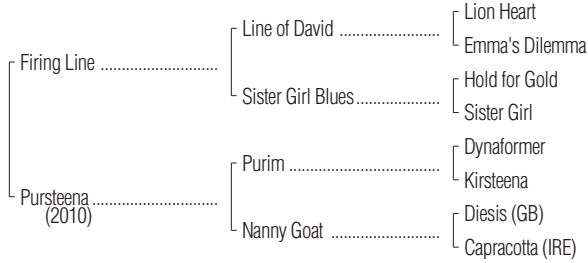 Lion Heart
Line of David ....................
Emma's Dilemma
Firing Line ........................
Hold for Gold
Sister Girl Blues.................
Sister Girl
Dynaformer
Purim ..............................
Kirsteena
Pursteena .........................
(2010)
Diesis (GB)
Nanny Goat ......................
Capracotta (IRE)